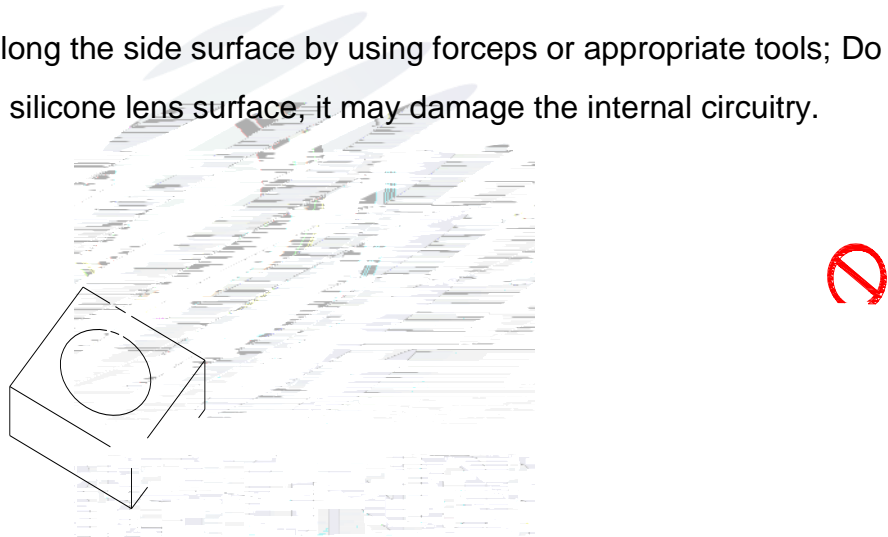 long the side surface by using forceps or appropriate tools; Do
silicone lens surface, it may damage the internal circuitry.